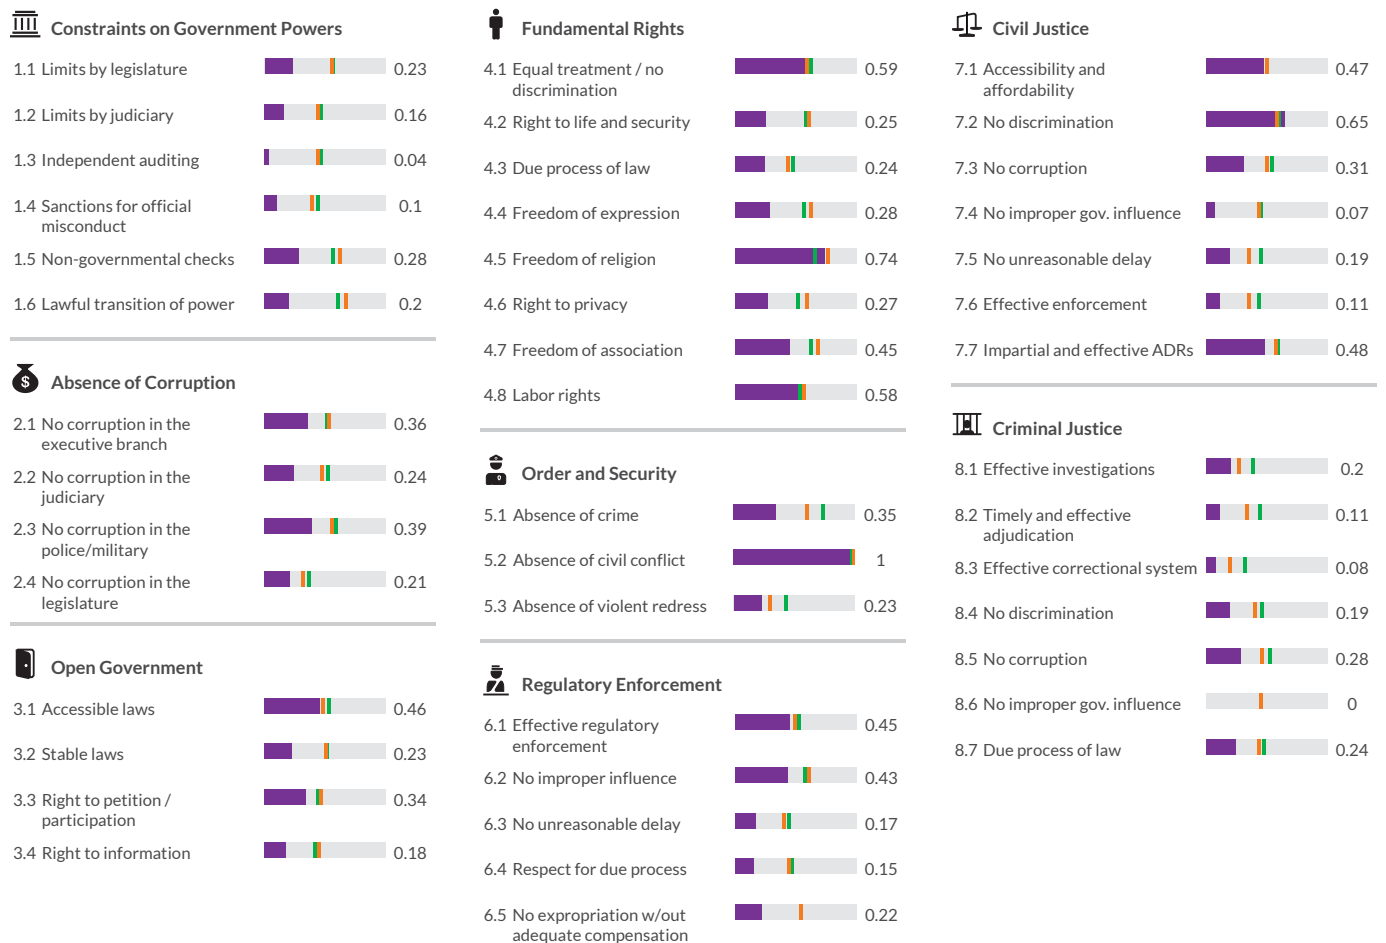 Constraints on Government Powers
1.1 Limits by legislature 0.23
1.2 Limits by judiciary 0.16
1.3 Independent auditing 0.04
1.4 Sanctions for official
misconduct 0.1
1.5 Non-governmental checks 0.28
1.6 Lawful transition of power 0.2
$ Absence of Corruption
2.1 No corruption in the
executive branch 0.36
2.2 No corruption in the
judiciary 0.24
2.3 No corruption in the
police/military 0.39
2.4 No corruption in the
legislature 0.21
Open Government
3.1 Accessible laws 0.46
3.2 Stable laws 0.23
3.3 Right to petition /
participation 0.34
3.4 Right to information 0.18
Fundamental Rights
4.1 Equal treatment / no
discrimination 0.59
4.2 Right to life and security 0.25
4.3 Due process of law 0.24
4.4 Freedom of expression 0.28
4.5 Freedom of religion 0.74
4.6 Right to privacy 0.27
4.7 Freedom of association 0.45
4.8 Labor rights 0.58
Order and Security
5.1 Absence of crime 0.35
5.2 Absence of civil conflict 1
5.3 Absence of violent redress 0.23
Regulatory Enforcement
6.1 Effective regulatory
enforcement 0.45
6.2 No improper influence 0.43
6.3 No unreasonable delay 0.17
6.4 Respect for due process 0.15
6.5 No expropriation w/out
adequate compensation 0.22
Civil Justice
7.1 Accessibility and
affordability 0.47
7.2 No discrimination 0.65
7.3 No corruption 0.31
7.4 No improper gov. influence 0.07
7.5 No unreasonable delay 0.19
7.6 Effective enforcement 0.11
7.7 Impartial and effective ADRs 0.48
Criminal Justice
8.1 Effective investigations 0.2
8.2 Timely and effective
adjudication 0.11
8.3 Effective correctional system 0.08
8.4 No discrimination 0.19
8.5 No corruption 0.28
8.6 No improper gov. influence 0
8.7 Due process of law 0.24